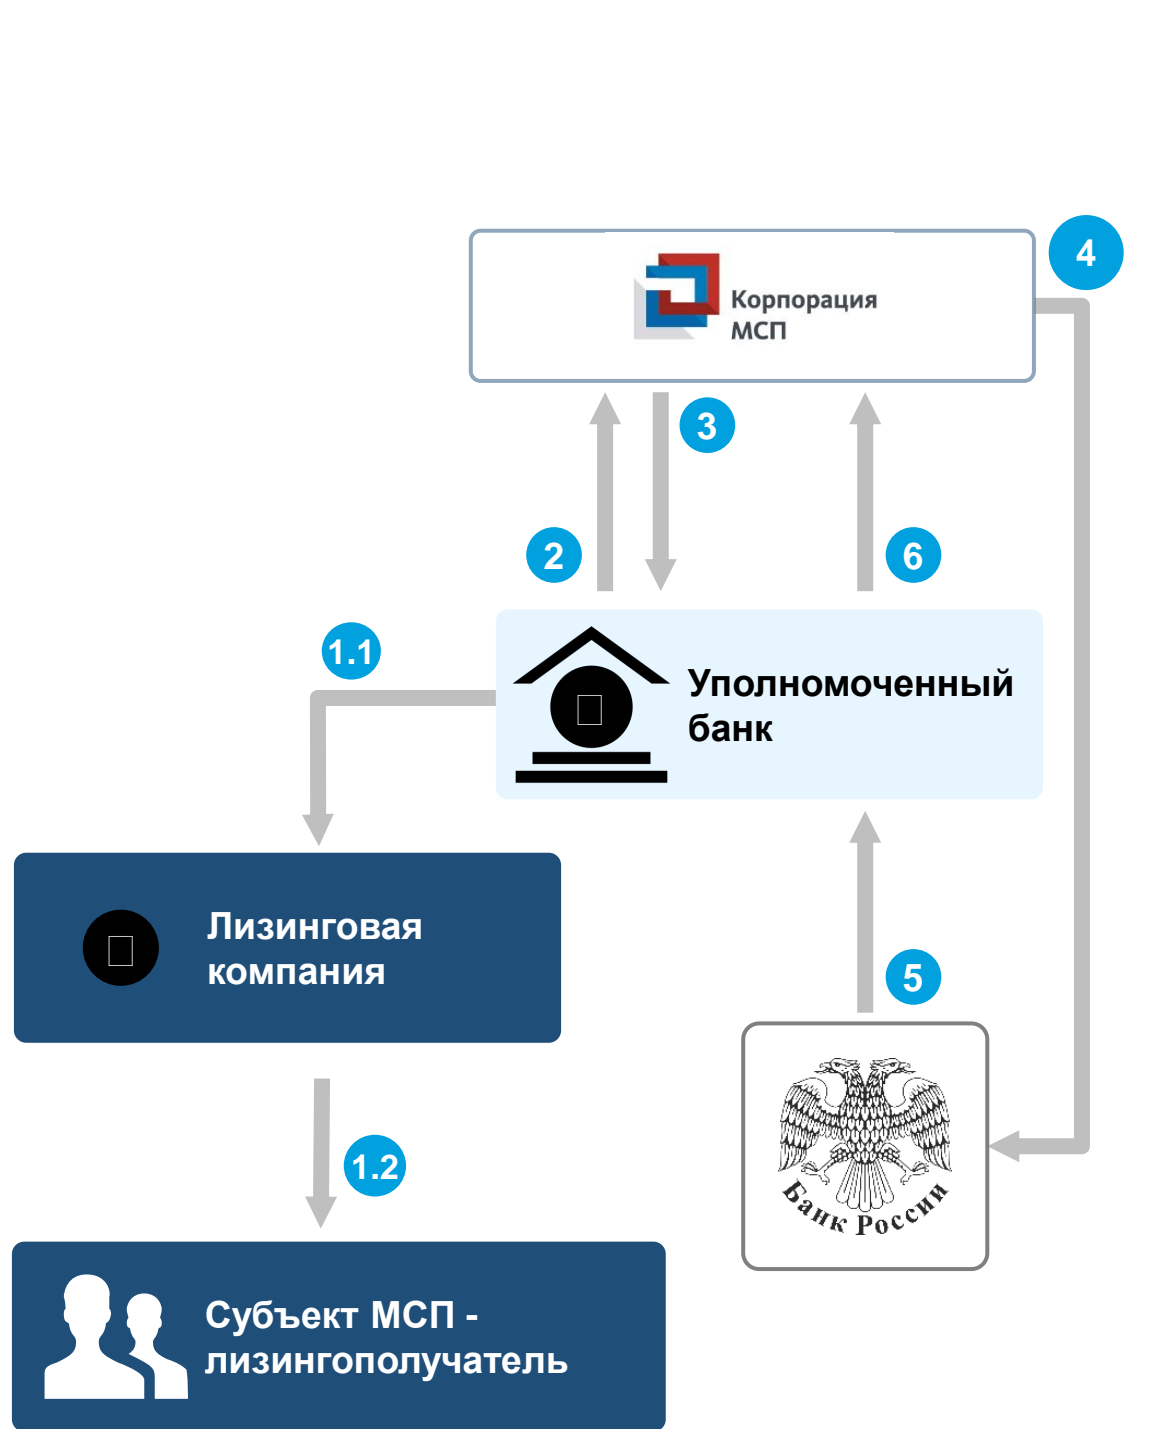 4
Корпорация
МСП
3
2
6
1.1
Уполномоченный
банк
Лизинговая
компания
5
1.2
Банк России
Субъект МСП -
лизингополучатель